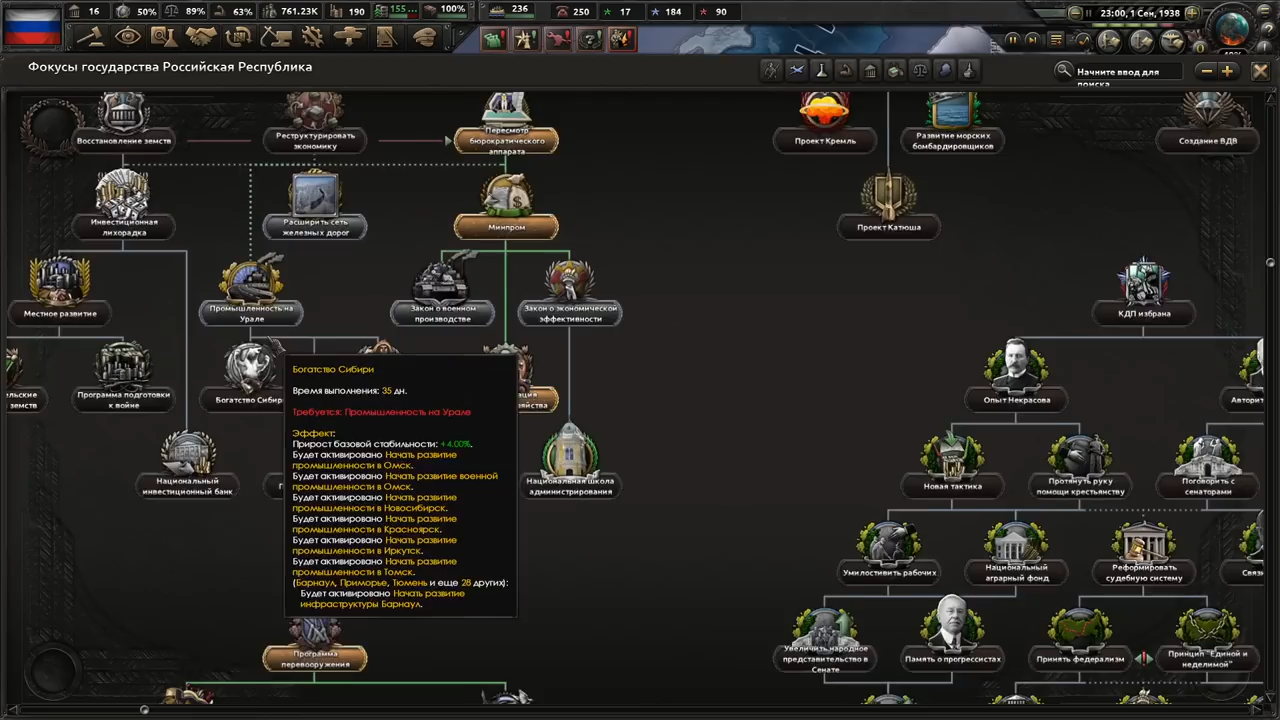 16 50% 89% 63% 761.23K 190 155... 100% 236 250 17 184 90 23:00, 1 Сен, 1938
Фокусы государства Российская Республика
Начните ввод для
поиска
Восстановление земств
Реструктурировать
экономику
Пересмотр
бюрократического
аппарата
Проект Кремль
Развитие морских
бомбардировщиков
Создание ВДВ
Инвестиционная
лихорадка
Расширить сеть
железных дорог
Минпром
Проект Катюша
Местное развитие
Промышленность на
Урале
Закон о военном
производстве
Закон о экономической
эффективности
КДП избрана
Программа подготовки
к войне
Богатство Сибири
Время выполнения: 35 дн.
Требуется: Промышленность на Урале
Эффект:
Прирост базовой стабильности: +4.00%.
Будет активировано Начать развитие
промышленности в Омск.
Будет активировано Начать развитие военной
промышленности в Омск.
Будет активировано Начать развитие
промышленности в Новосибирск.
Будет активировано Начать развитие
промышленности в Красноярск.
Будет активировано Начать развитие
промышленности в Иркутск.
Будет активировано Начать развитие
промышленности в Томск.
(Барнаул, Приморье, Тюмень и еще 28 других):
Будет активировано Начать развитие
инфраструктуры Барнаул.
Опыт Некрасова
Национальный
инвестиционный банк
Национальная школа
администрирования
Новая тактика
Протянуть руку
помощи крестьянству
Поговорить с
сенаторами
Умилостивить рабочих
Национальный
аграрный фонд
Реформировать
судебную систему
Программа
перевооружения
Увеличить народное
представительство в
Сенате
Память о прогрессистах
Принять федерализм
Принцип "Единой и
неделимой"